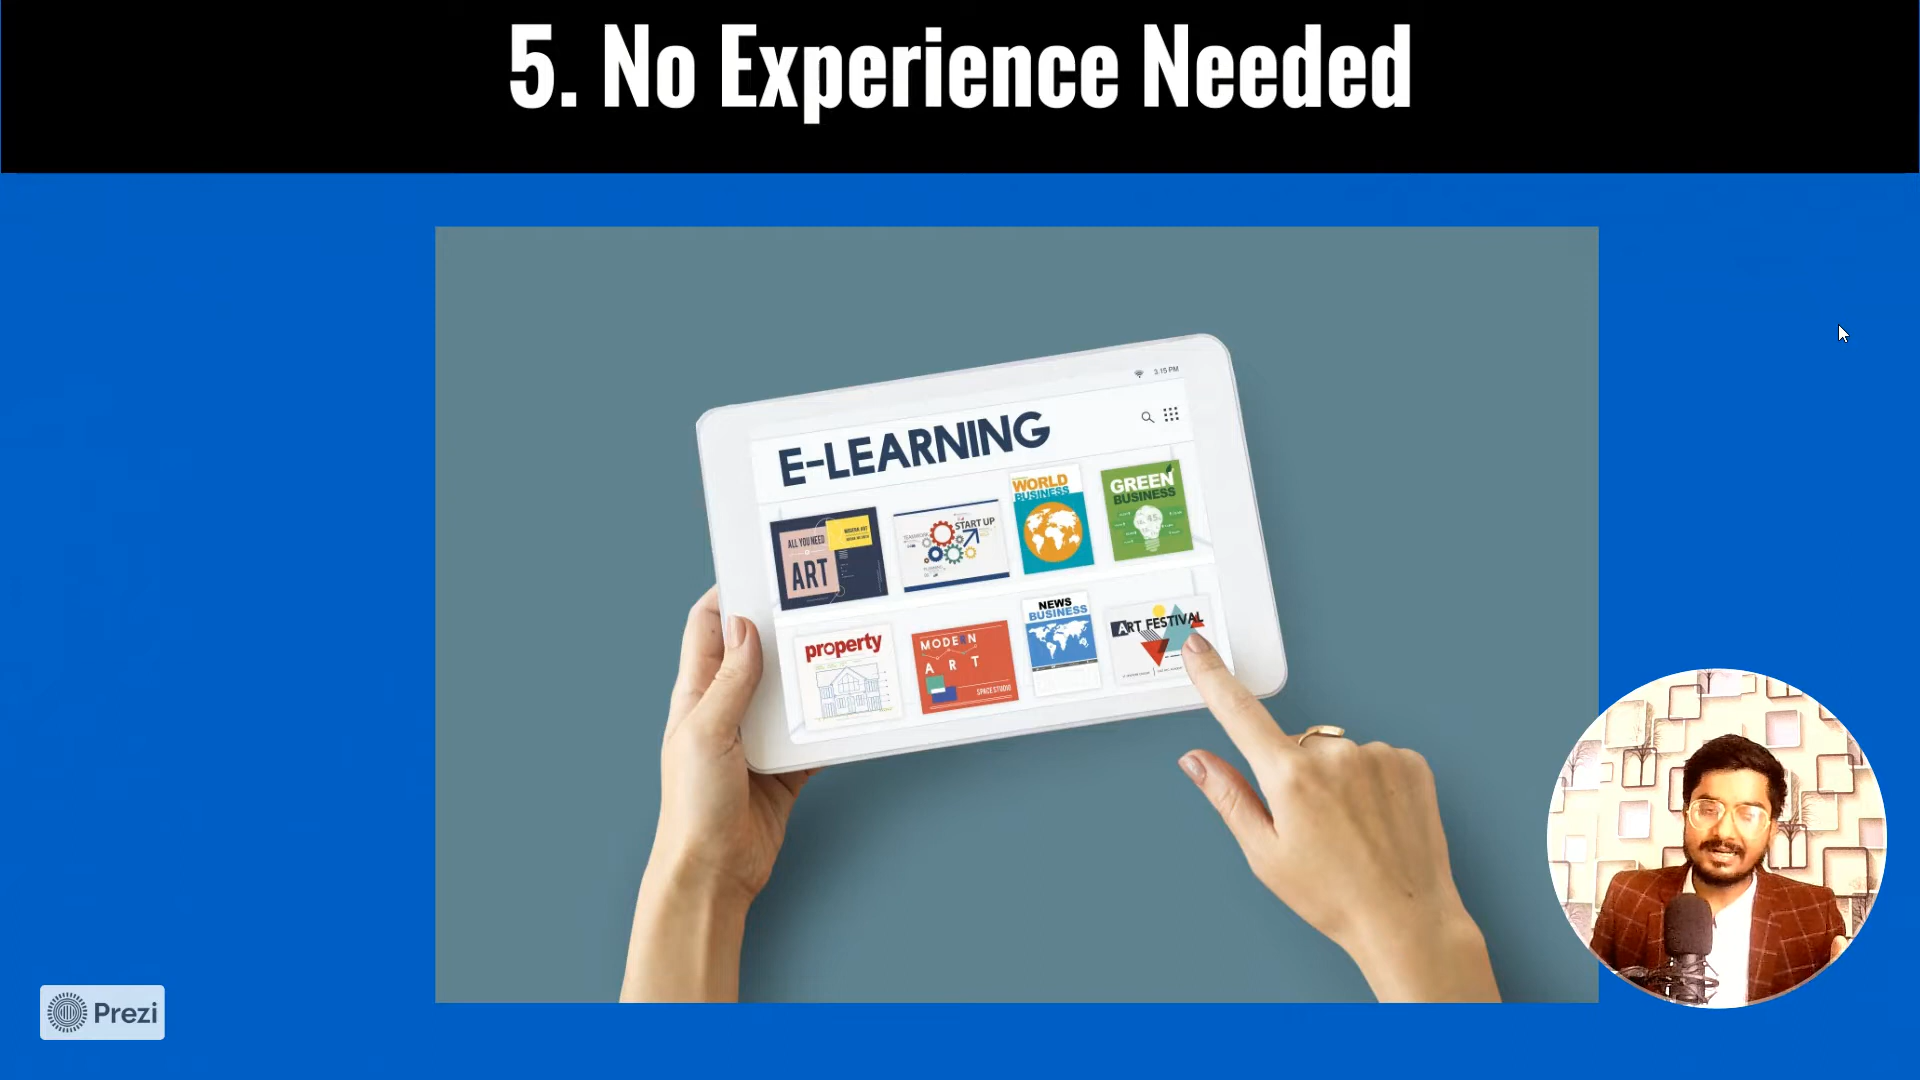 5. No Experience Needed
3.15 PM
E-LEARNING
ALL YOU NEED
ART
MODERN ART
START UP
WORLD
BUSINESS
GREEN
BUSINESS
45
property
MODERN
ART
SPACE STUDIO
NEWS
BUSINESS
ART FESTIVAL
Prezi